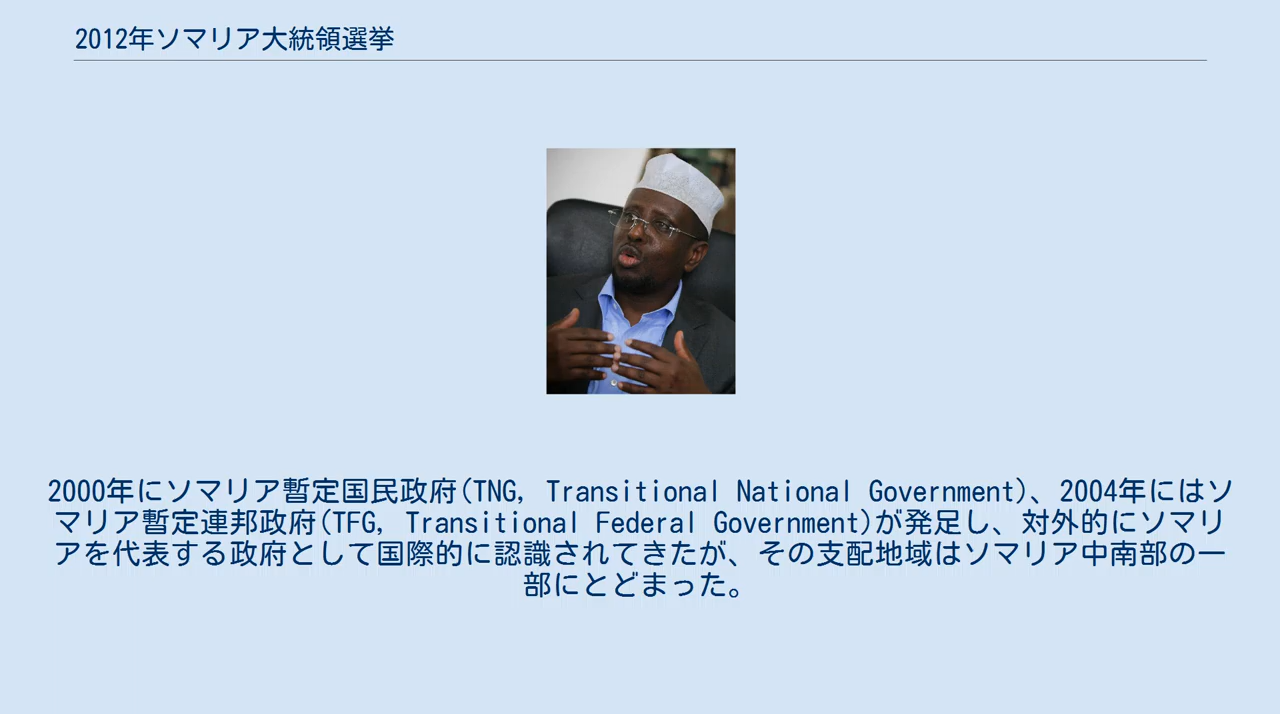 2012年ソマリア大統領選挙
2000年にソマリア暫定国民政府(TNG, Transitional National Government)、2004年にはソ
マリア暫定連邦政府(TFG, Transitional Federal Government)が発足し、対外的にソマリ
アを代表する政府として国際的に認識されてきたが、その支配地域はソマリア中南部の一
部にとどまった。